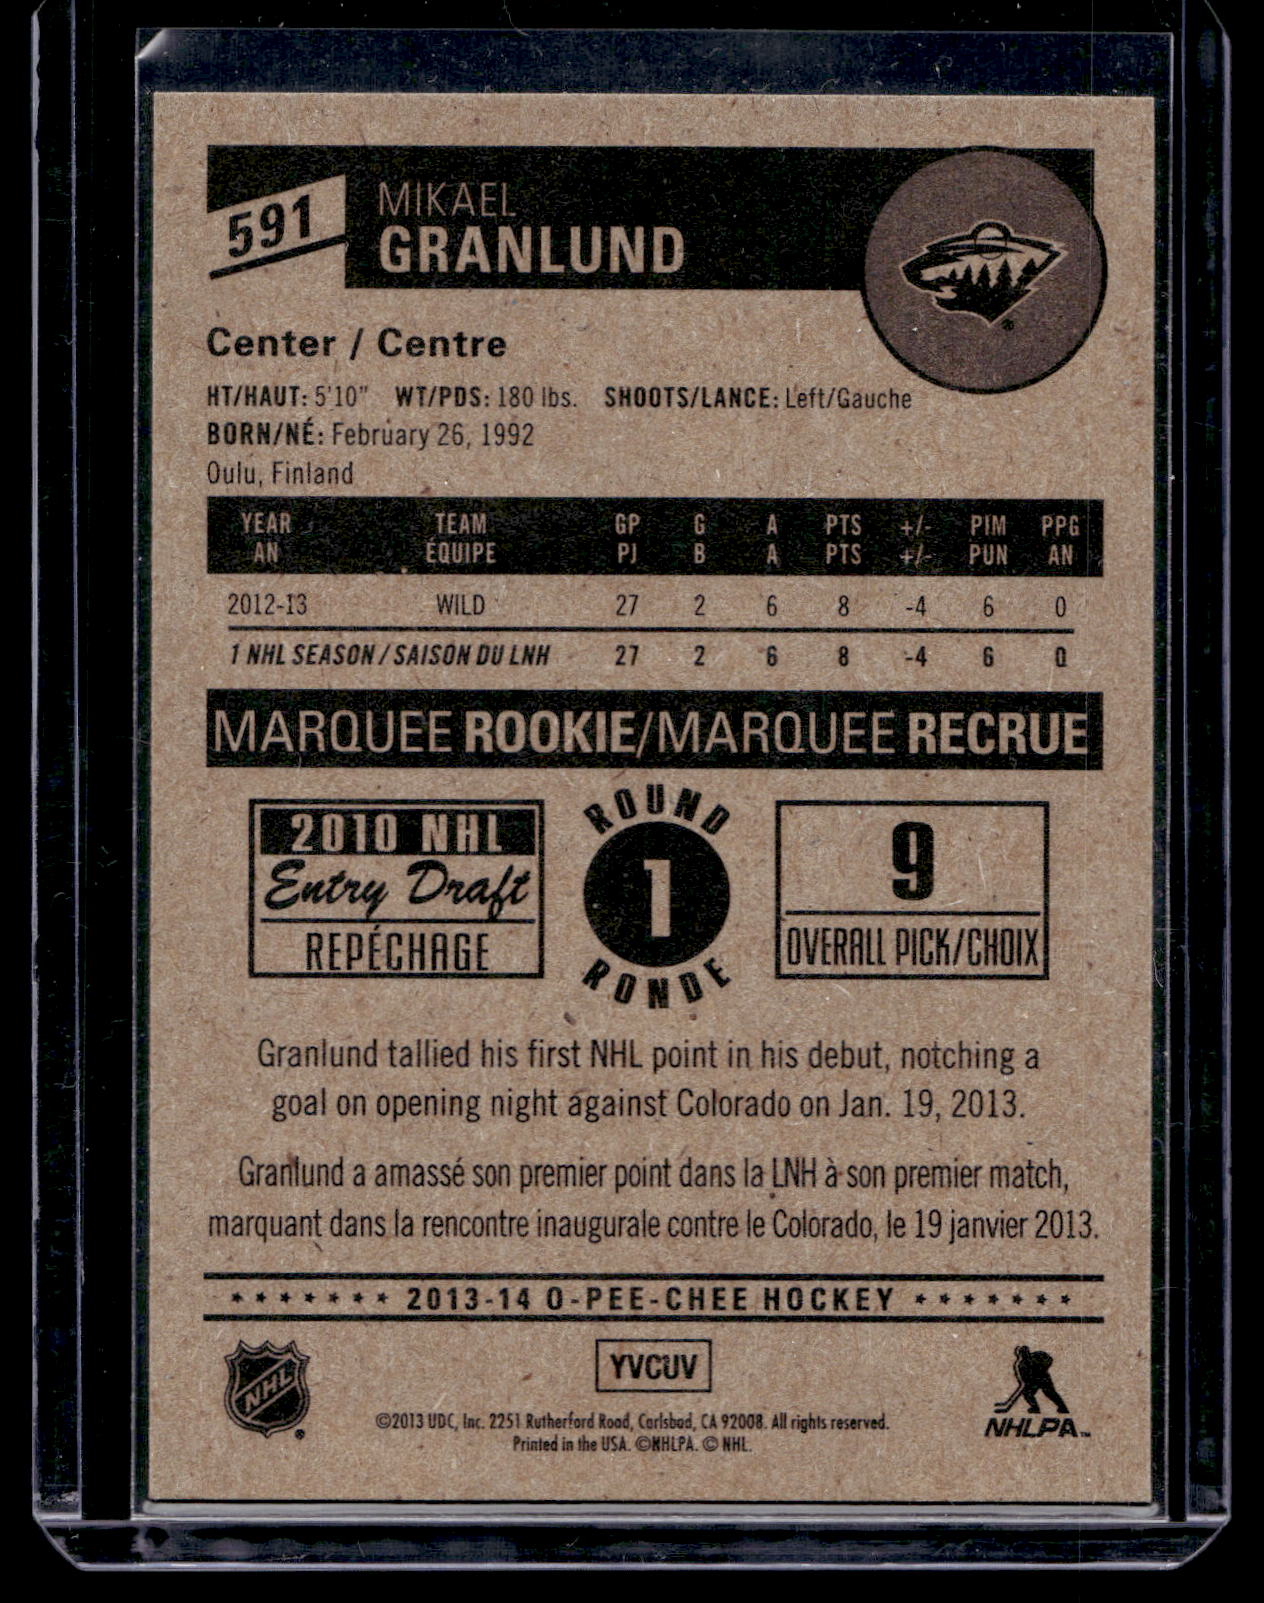 591
MIKAEL
GRANLUND
Center / Centre
HT/HAUT: 5'10" WT/PDS: 180 lbs. SHOOTS/LANCE: Left/Gauche
BORN/NÉ: February 26, 1992
Oulu, Finland
YEAR TEAM GP G A PTS +/- PIM PPG
AN ÉQUIPE PJ B A PTS +/- PUN AN
2012-13 WILD 27 2 6 8 -4 6 0
1 NHL SEASON/SAISON DU LNH 27 2 6 8 -4 6 0
MARQUEE ROOKIE/MARQUEE RECRUE
2010 NHL
Entry Draft
REPÉCHAGE
ROUND
1
RONDE
9
OVERALL PICK/CHOIX
Granlund tallied his first NHL point in his debut, notching a
goal on opening night against Colorado on Jan. 19, 2013.
Granlund a amassé son premier point dans la LNH à son premier match,
marquant dans la rencontre inaugurale contre le Colorado, le 19 janvier 2013.
★★★★★★★ 2013-14 O-PEE-CHEE HOCKEY ★★★★★★★
NHL
YVCUV
NHLPA™
©2013 UDC, Inc. 2251 Rutherford Road, Carlsbad, CA 92008. All rights reserved.
Printed in the USA. ©NHLPA. © NHL.